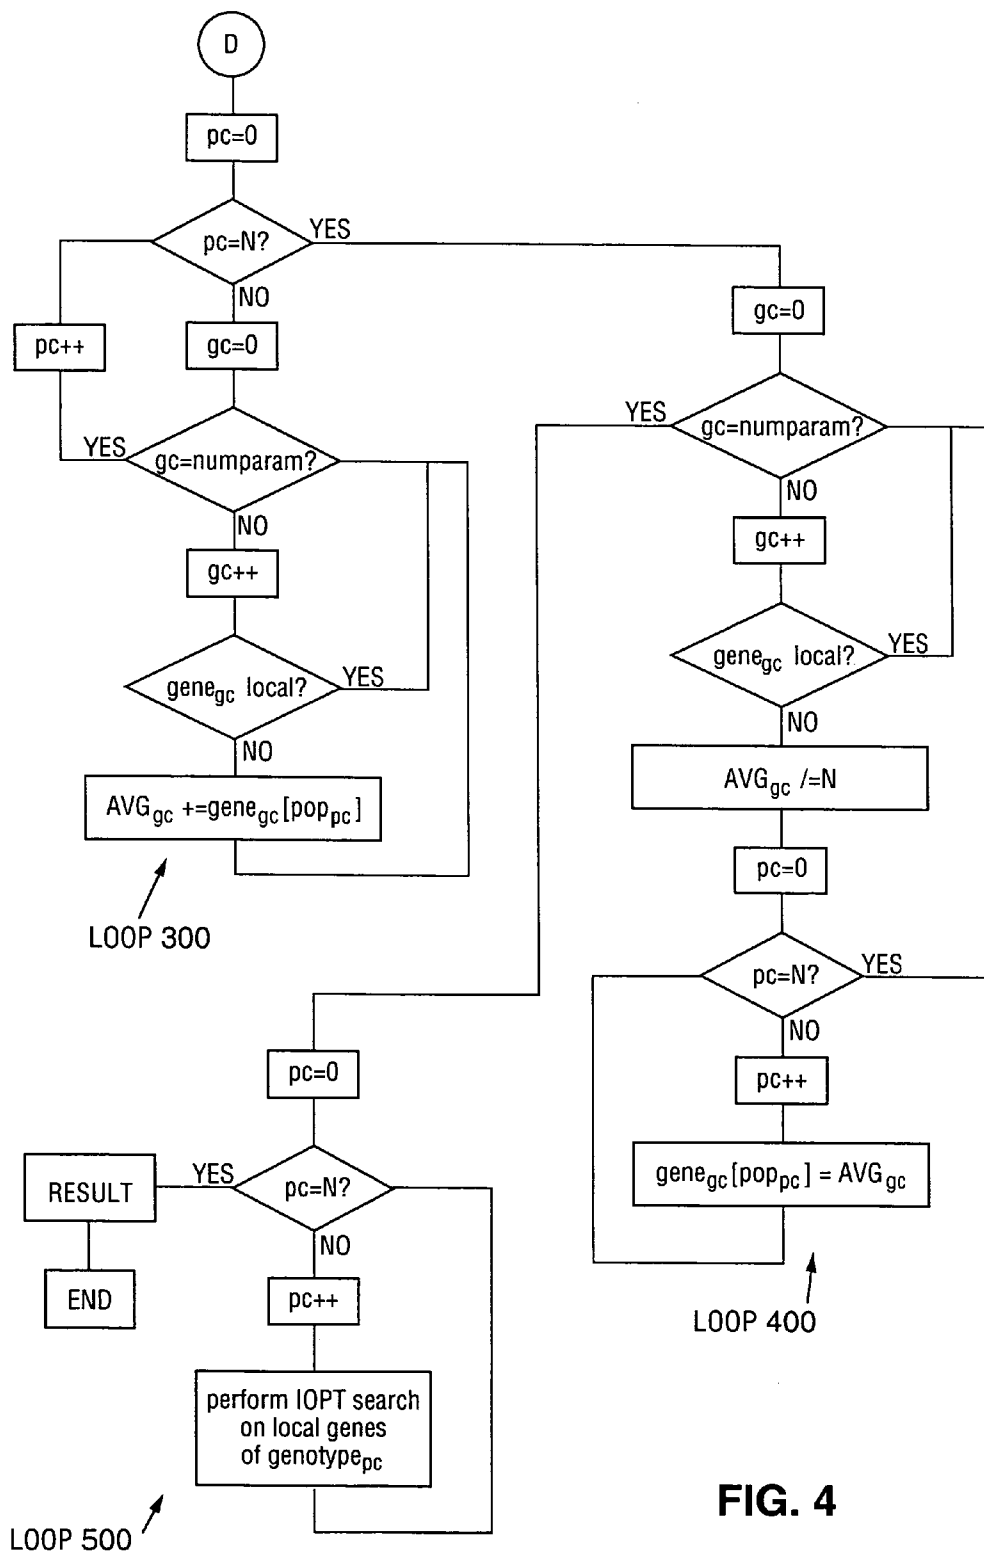 D
pc=0
pc=N?
YES
NO
pc++
gc=0
YES
gc=numparam?
NO
gc++
gene_gc local?
YES
NO
AVG_gc +=gene_gc[pop_pc]
LOOP 300
gc=0
YES
gc=numparam?
NO
gc++
gene_gc local?
YES
NO
AVG_gc /=N
pc=0
pc=N?
YES
NO
pc++
gene_gc[pop_pc] = AVG_gc
LOOP 400
pc=0
YES
pc=N?
RESULT
END
NO
pc++
perform IOPT search
on local genes
of genotype_pc
LOOP 500
FIG. 4